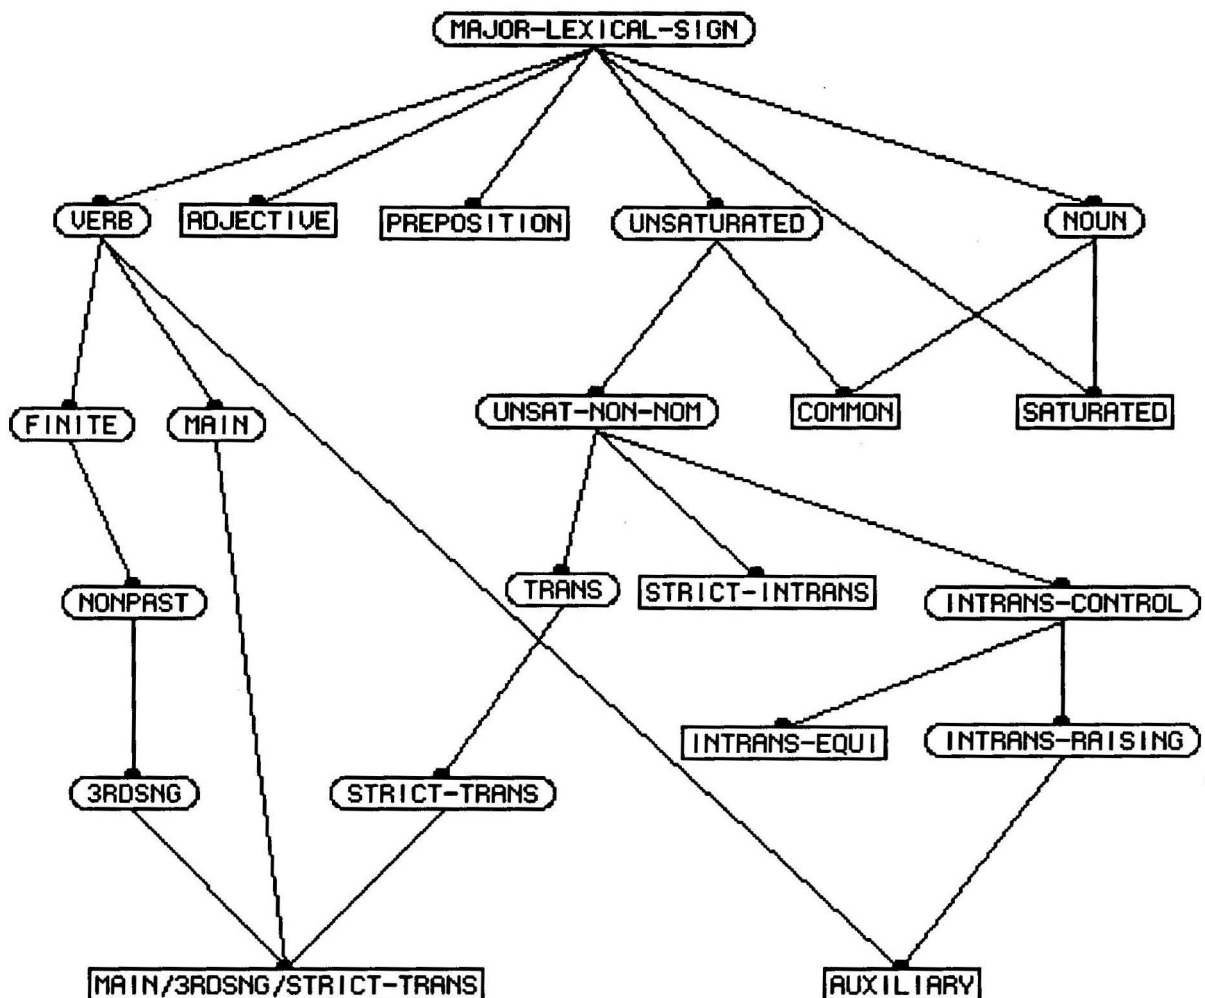 MAJOR-LEXICAL-SIGN
VERB
ADJECTIVE
PREPOSITION
UNSATURATED
NOUN
FINITE
MAIN
UNSAT-NON-NOM
COMMON
SATURATED
NONPAST
TRANS
STRICT-INTRANS
INTRANS-CONTROL
INTRANS-EQUI
INTRANS-RAISING
3RDSNG
STRICT-TRANS
MAIN/3RDSNG/STRICT-TRANS
AUXILIARY